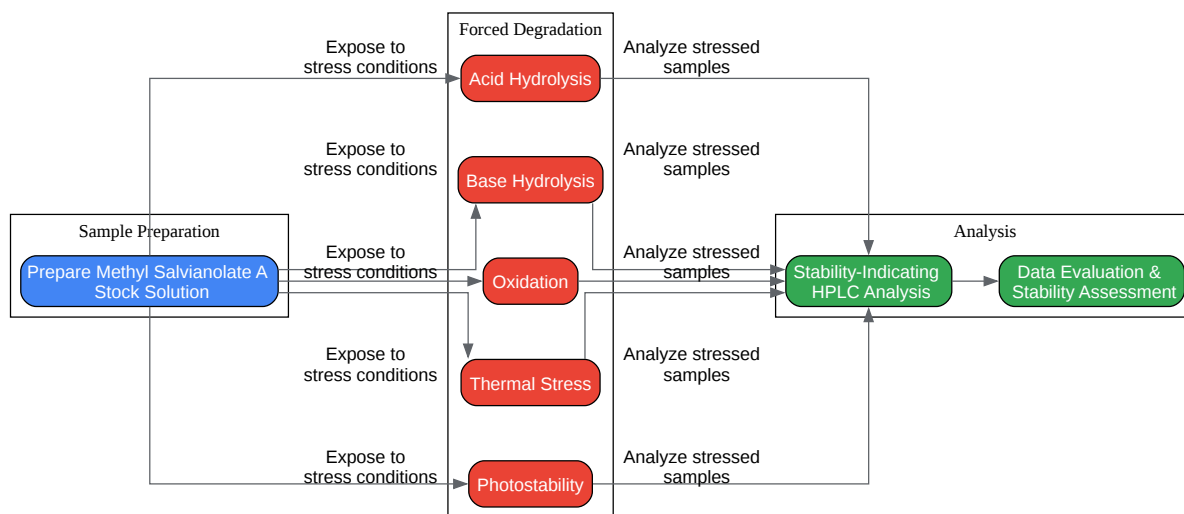 Forced Degradation
Expose to
stress conditions
Acid Hydrolysis
Analyze stressed
samples
Expose to
stress conditions
Base Hydrolysis
Analyze stressed
samples
Sample Preparation
Prepare Methyl Salvianolate A
Stock Solution
Expose to
stress conditions
Oxidation
Analyze stressed
samples
Analysis
Stability-Indicating
HPLC Analysis
Data Evaluation &
Stability Assessment
Expose to
stress conditions
Thermal Stress
Analyze stressed
samples
Expose to
stress conditions
Photostability
Analyze stressed
samples